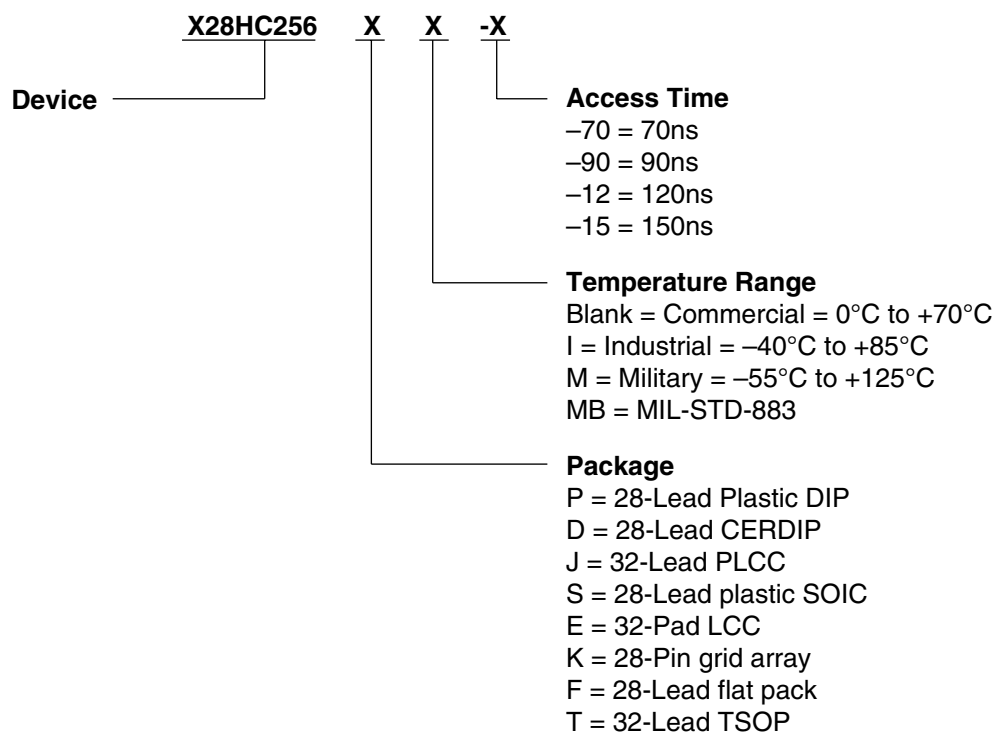 X28HC256 X X -X
Device
Access Time
–70 = 70ns
–90 = 90ns
–12 = 120ns
–15 = 150ns
Temperature Range
Blank = Commercial = 0°C to +70°C
I = Industrial = –40°C to +85°C
M = Military = –55°C to +125°C
MB = MIL-STD-883
Package
P = 28-Lead Plastic DIP
D = 28-Lead CERDIP
J = 32-Lead PLCC
S = 28-Lead plastic SOIC
E = 32-Pad LCC
K = 28-Pin grid array
F = 28-Lead flat pack
T = 32-Lead TSOP